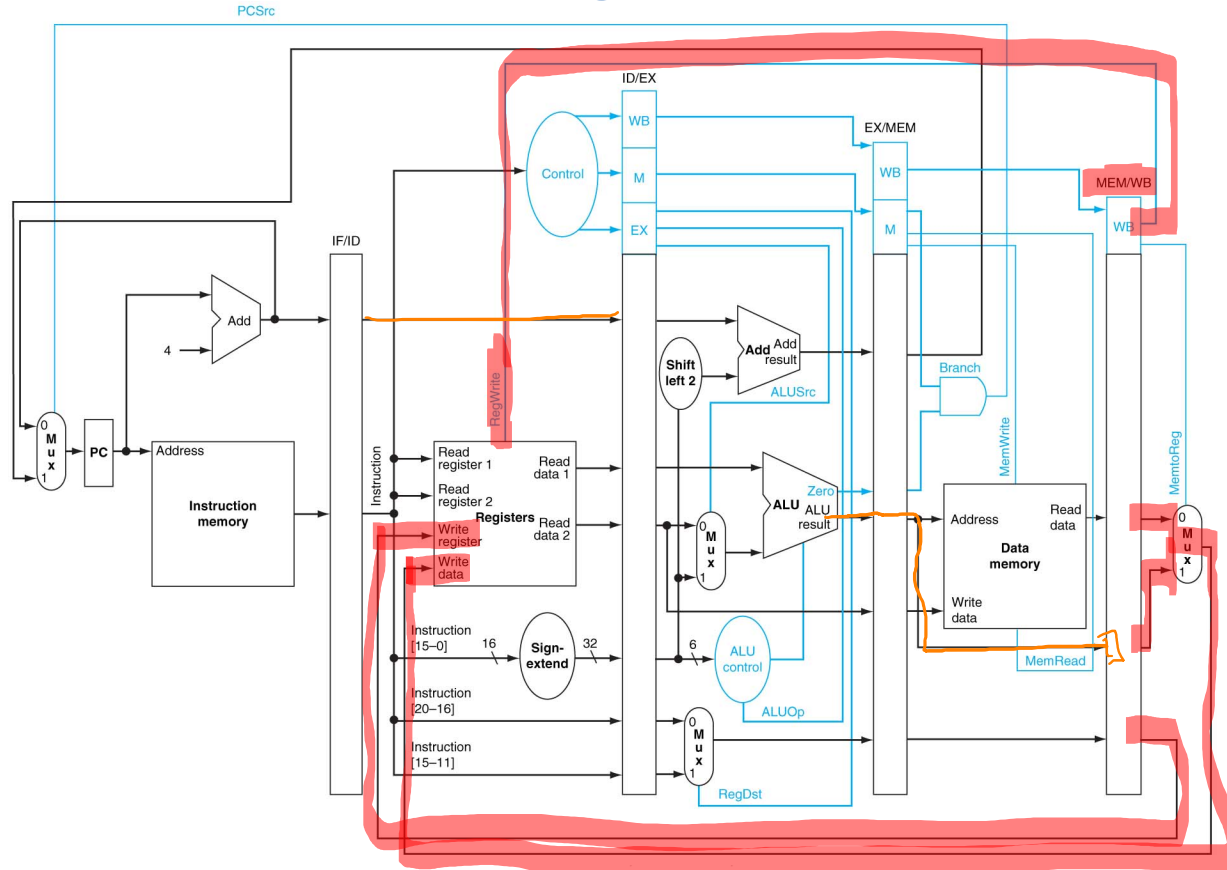 PCSrc
ID/EX
WB
EX/MEM
Control
M
WB
MEM/WB
EX
M
WB
IF/ID
Add
4
Shift
left 2
Add
Add
result
ALUSrc
Branch
RegWrite
MemWrite
MemtoReg
0
M
u
x
1
PC
Address
Instruction
memory
Instruction
Read
register 1
Read
data 1
Read
register 2
Registers
Write
register
Read
data 2
Write
data
Zero
ALU
ALU
result
0
M
u
x
1
Address
Read
data
Data
memory
Write
data
0
M
u
x
1
Instruction
[15–0]
16
Sign-
extend
32
6
ALU
control
MemRead
Instruction
[20–16]
0
M
u
x
1
ALUOp
Instruction
[15–11]
RegDst